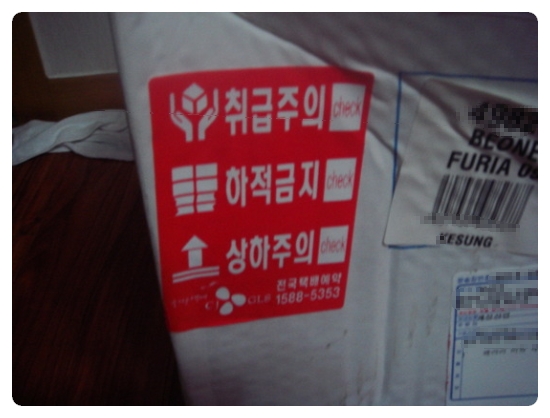 취급주의 check
하적금지 check
상하주의 check
전국택배예약
CJ GLS 1588-5353
BEONE
FURIA
KESUNG